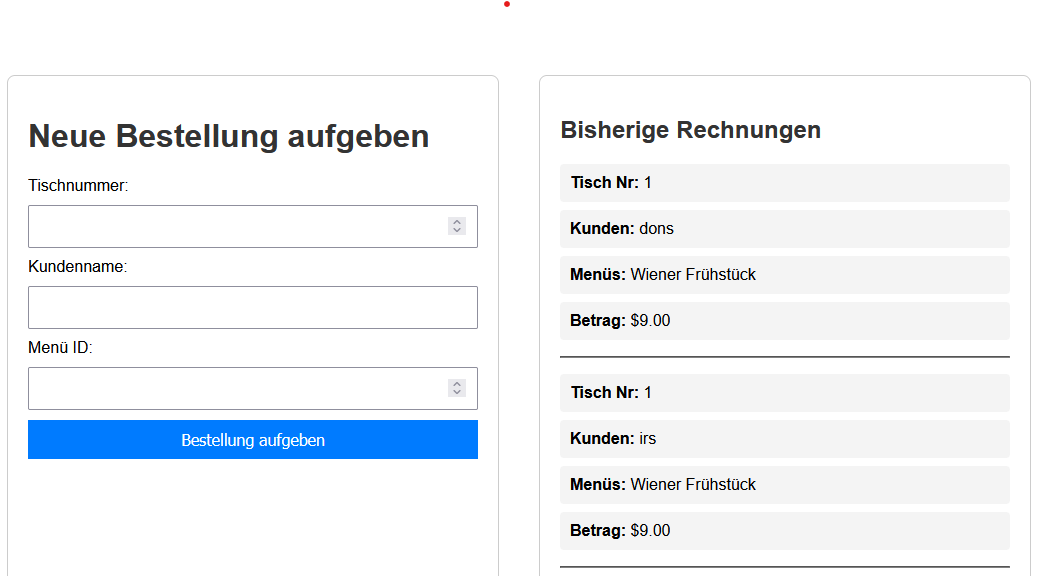 Neue Bestellung aufgeben
Tischnummer:
Kundenname:
Menü ID:
Bestellung aufgeben
Bisherige Rechnungen
Tisch Nr: 1
Kunden: dons
Menüs: Wiener Frühstück
Betrag: $9.00
Tisch Nr: 1
Kunden: irs
Menüs: Wiener Frühstück
Betrag: $9.00